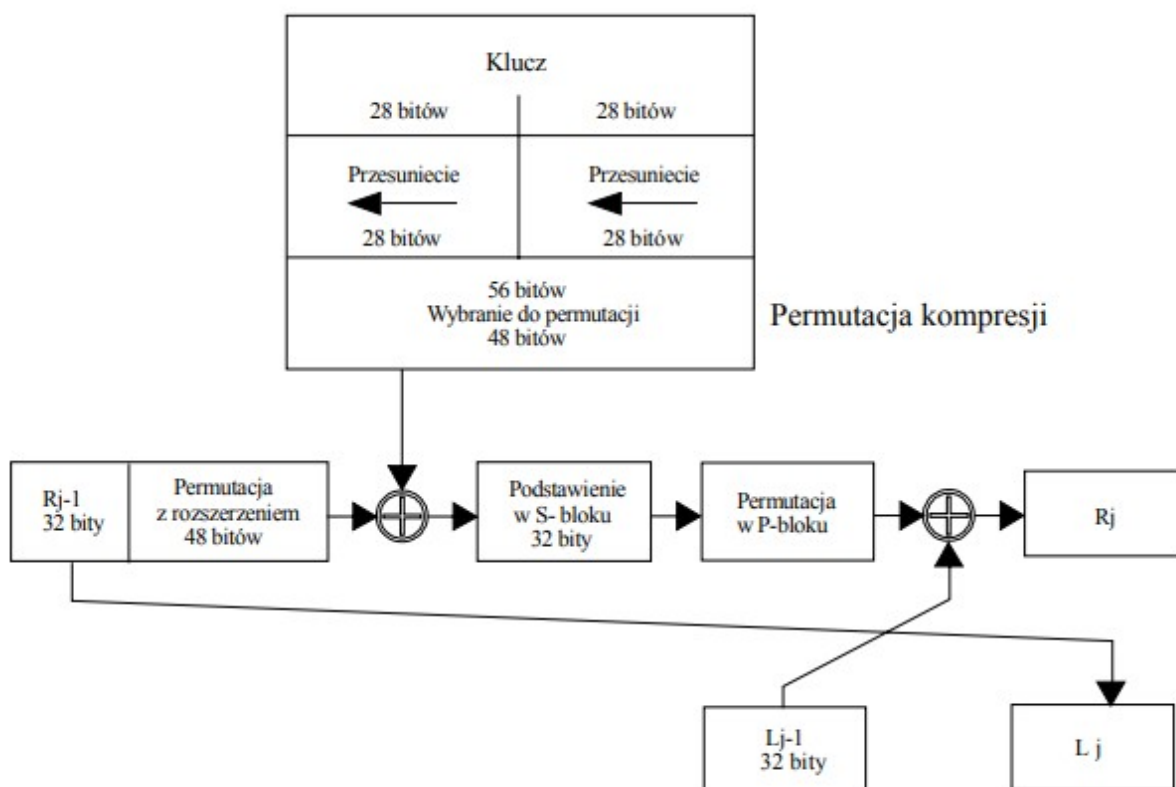 Klucz
28 bitów 28 bitów
Przesuniecie Przesuniecie
28 bitów 28 bitów
56 bitów
Wybranie do permutacji
48 bitów
Permutacja kompresji
Rj-1
32 bity
Permutacja
z rozszerzeniem
48 bitów
Podstawienie
w S- bloku
32 bity
Permutacja
w P-bloku
Rj
Lj-1
32 bity
L j